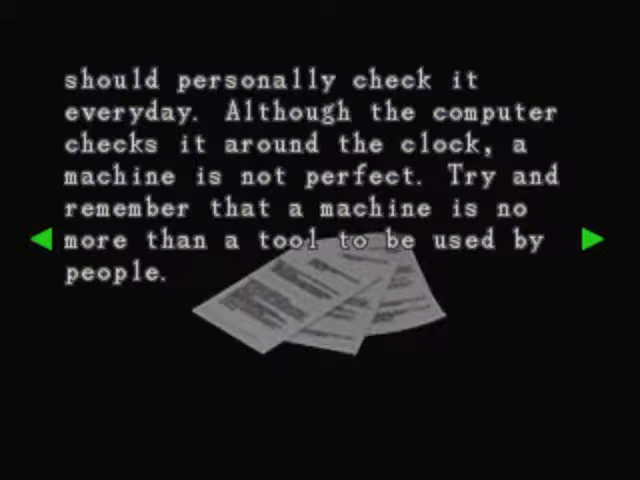 should personally check it
everyday. Although the computer
checks it around the clock, a
machine is not perfect. Try and
remember that a machine is no
more than a tool to be used by
people.